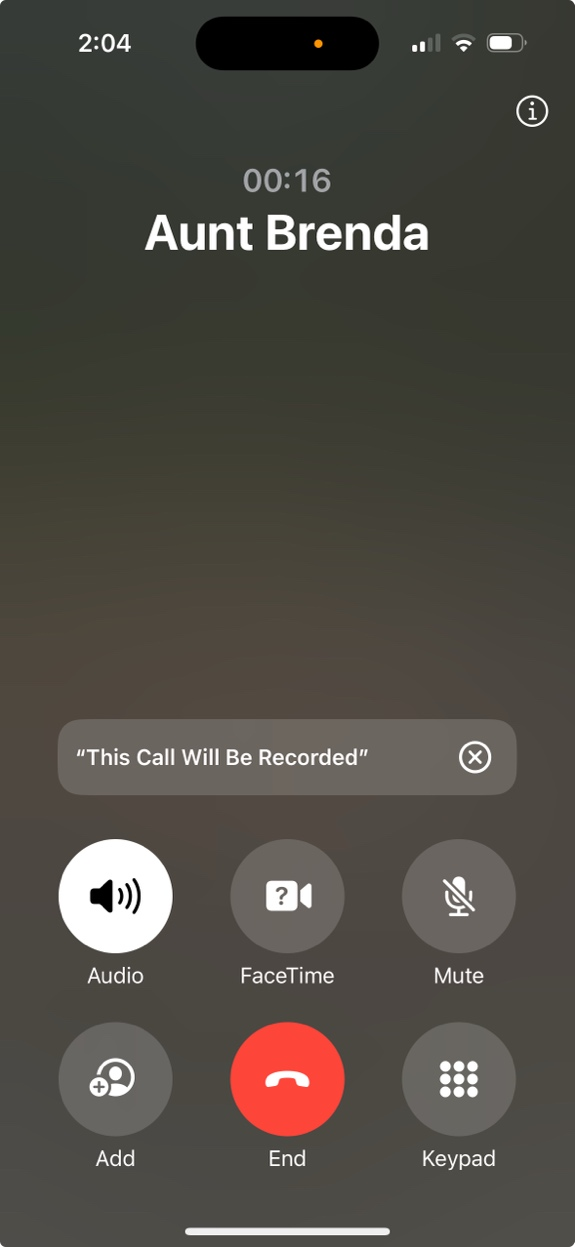 2:04
00:16
Aunt Brenda
“This Call Will Be Recorded”
Audio
FaceTime
Mute
Add
End
Keypad